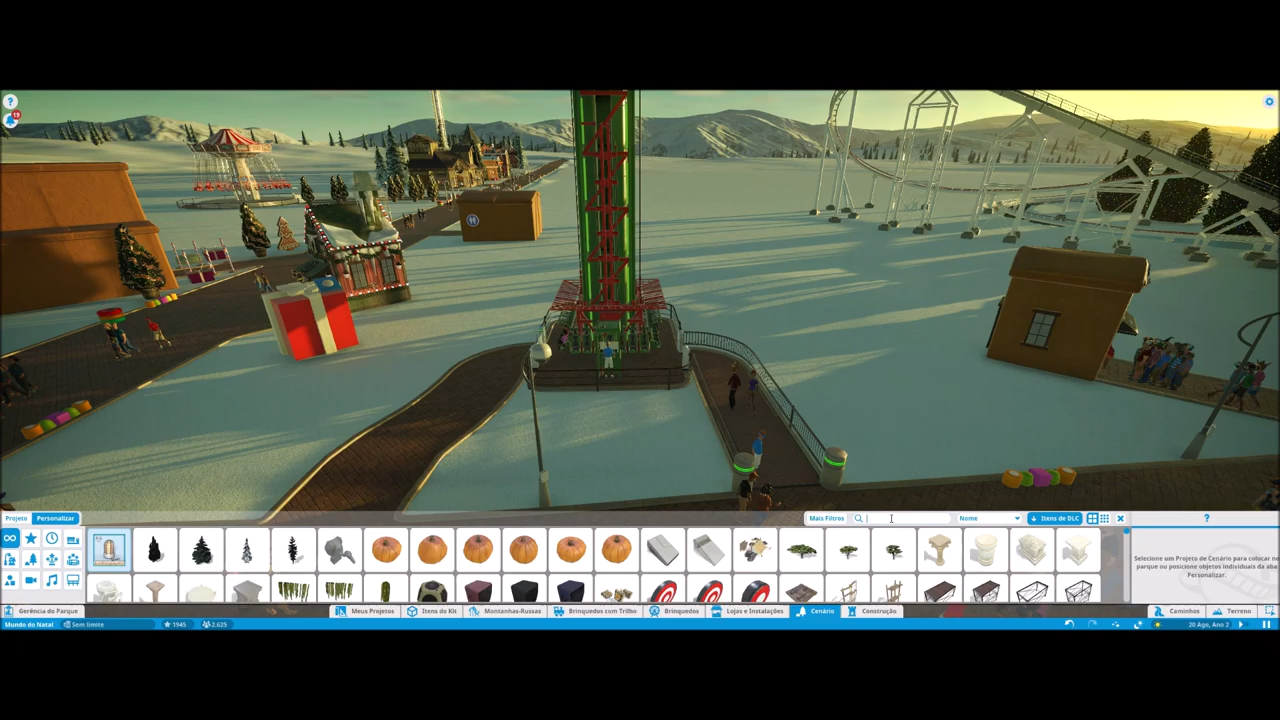 ?
19
Projeto Personalizar Mais Filtros Nome Itens de DLC ?
Selecione um Projeto de Cenário para colocar no
parque ou posicione objetos individuais da aba
Personalizar.
Gerência do Parque Meus Projetos Itens do Kit Montanhas-Russas Brinquedos com Trilho Brinquedos Lojas e Instalações Cenário Construção Caminhos Terreno
Mundo do Natal Sem limite 1945 2.625 20 Ago, Ano 2